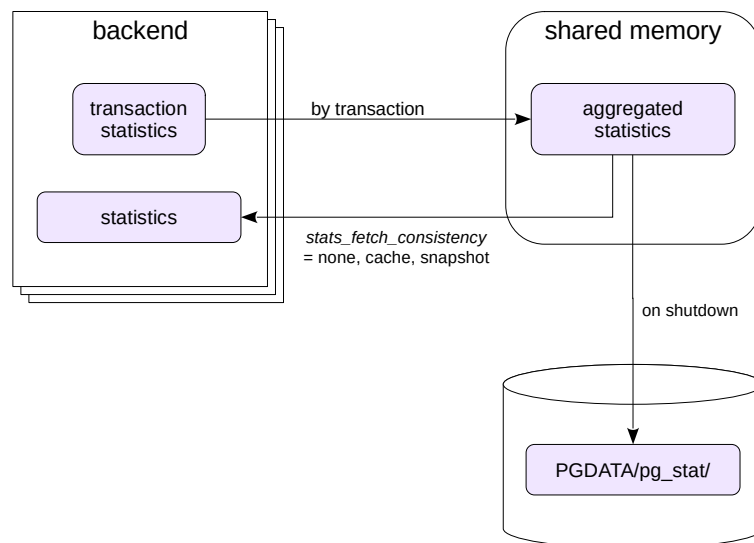 backend
shared memory
transaction
statistics
by transaction
aggregated
statistics
statistics
stats_fetch_consistency
= none, cache, snapshot
on shutdown
PGDATA/pg_stat/